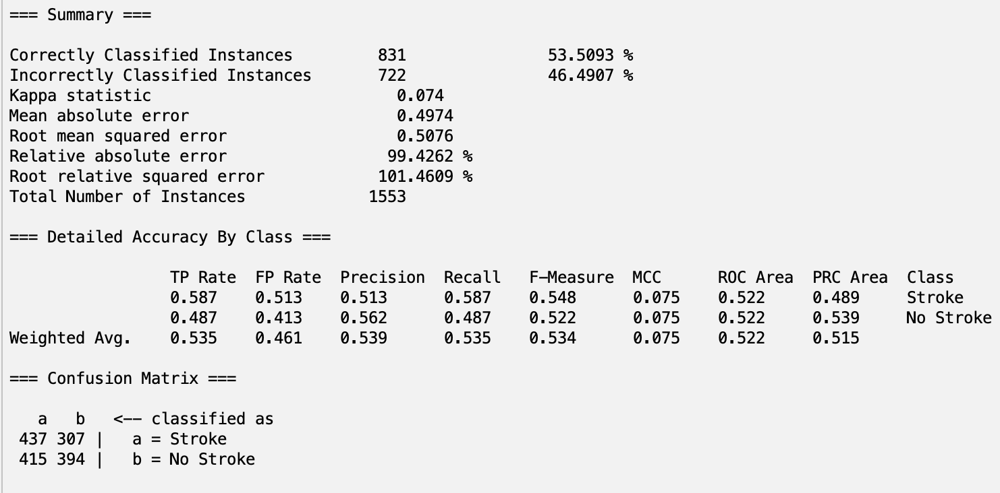 === Summary ===
Correctly Classified Instances 831 53.5093 %
Incorrectly Classified Instances 722 46.4907 %
Kappa statistic 0.074
Mean absolute error 0.4974
Root mean squared error 0.5076
Relative absolute error 99.4262 %
Root relative squared error 101.4609 %
Total Number of Instances 1553
=== Detailed Accuracy By Class ===
TP Rate FP Rate Precision Recall F-Measure MCC ROC Area PRC Area Class
0.587 0.513 0.513 0.587 0.548 0.075 0.522 0.489 Stroke
0.487 0.413 0.562 0.487 0.522 0.075 0.522 0.539 No Stroke
Weighted Avg. 0.535 0.461 0.539 0.535 0.534 0.075 0.522 0.515
=== Confusion Matrix ===
a b <-- classified as
437 307 | a = Stroke
415 394 | b = No Stroke